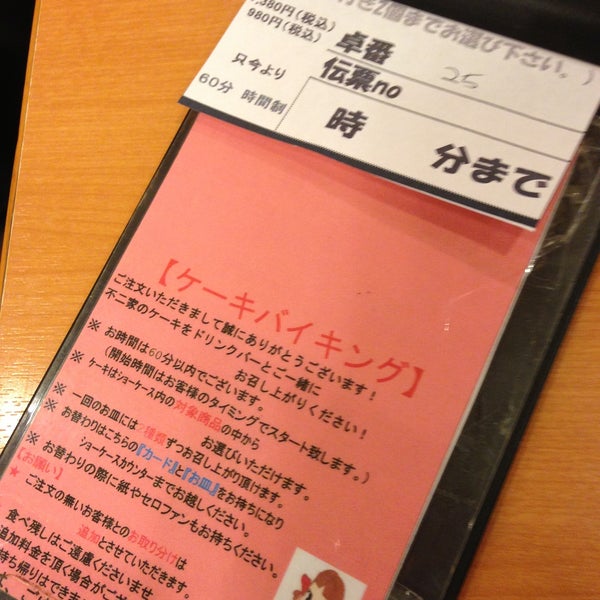 ,380円(税込)
980円(税込)
個までお選び下さい。)
卓番 25
伝票no
只今より
60分 時間制
時 分まで
【ケーキバイキング】
ご注文いただきまして誠にありがとうございます!
不二家のケーキをドリンクバーとご一緒に
お召し上がりください!
※ お時間は60分以内でございます。
(開始時間はお客様のタイミングでスタート致します。)
※ ケーキはショーケース内の対象商品の中から
お選びいただけます。
※ 一回のお皿には2種類ずつお召し上がり頂けます。
※ お替わりはこちらの『カード』と『お皿』をお持ちになり
ショーケースカウンターまでお越しください。
※ お替わりの際に紙やセロファンもお持ちください。
【お願い】
★ ご注文の無いお客様とのお取り分けは
追加とさせていただきます。
食べ残しはご遠慮くださいませ
追加料金を頂く場合がござ
持ち帰りはできま